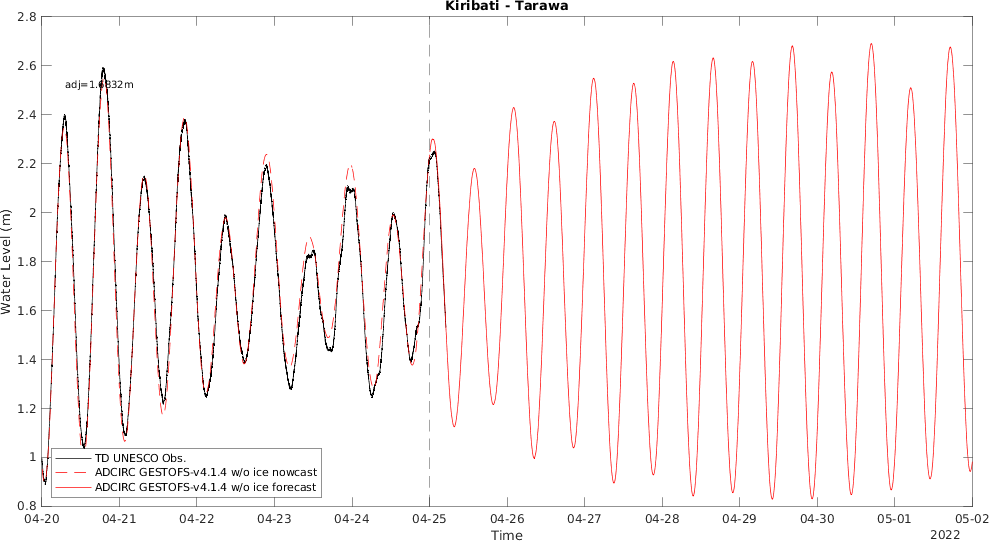 Kiribati - Tarawa
2.8
2.6
2.4
2.2
2
1.8
1.6
1.4
1.2
1
0.8
Water Level (m)
adj=1.6832m
TD UNESCO Obs.
ADCIRC GESTOFS-v4.1.4 w/o ice nowcast
ADCIRC GESTOFS-v4.1.4 w/o ice forecast
04-20 04-21 04-22 04-23 04-24 04-25 04-26 04-27 04-28 04-29 04-30 05-01 05-02
Time
2022